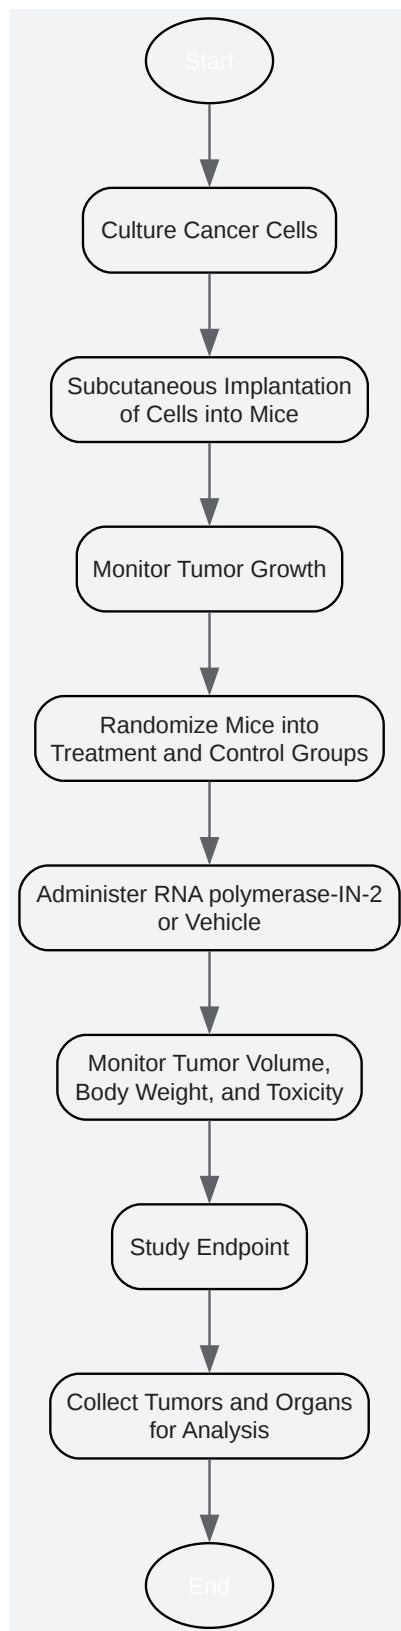 Start
Culture Cancer Cells
Subcutaneous Implantation
of Cells into Mice
Monitor Tumor Growth
Randomize Mice into
Treatment and Control Groups
Administer RNA polymerase-IN-2
or Vehicle
Monitor Tumor Volume,
Body Weight, and Toxicity
Study Endpoint
Collect Tumors and Organs
for Analysis
End